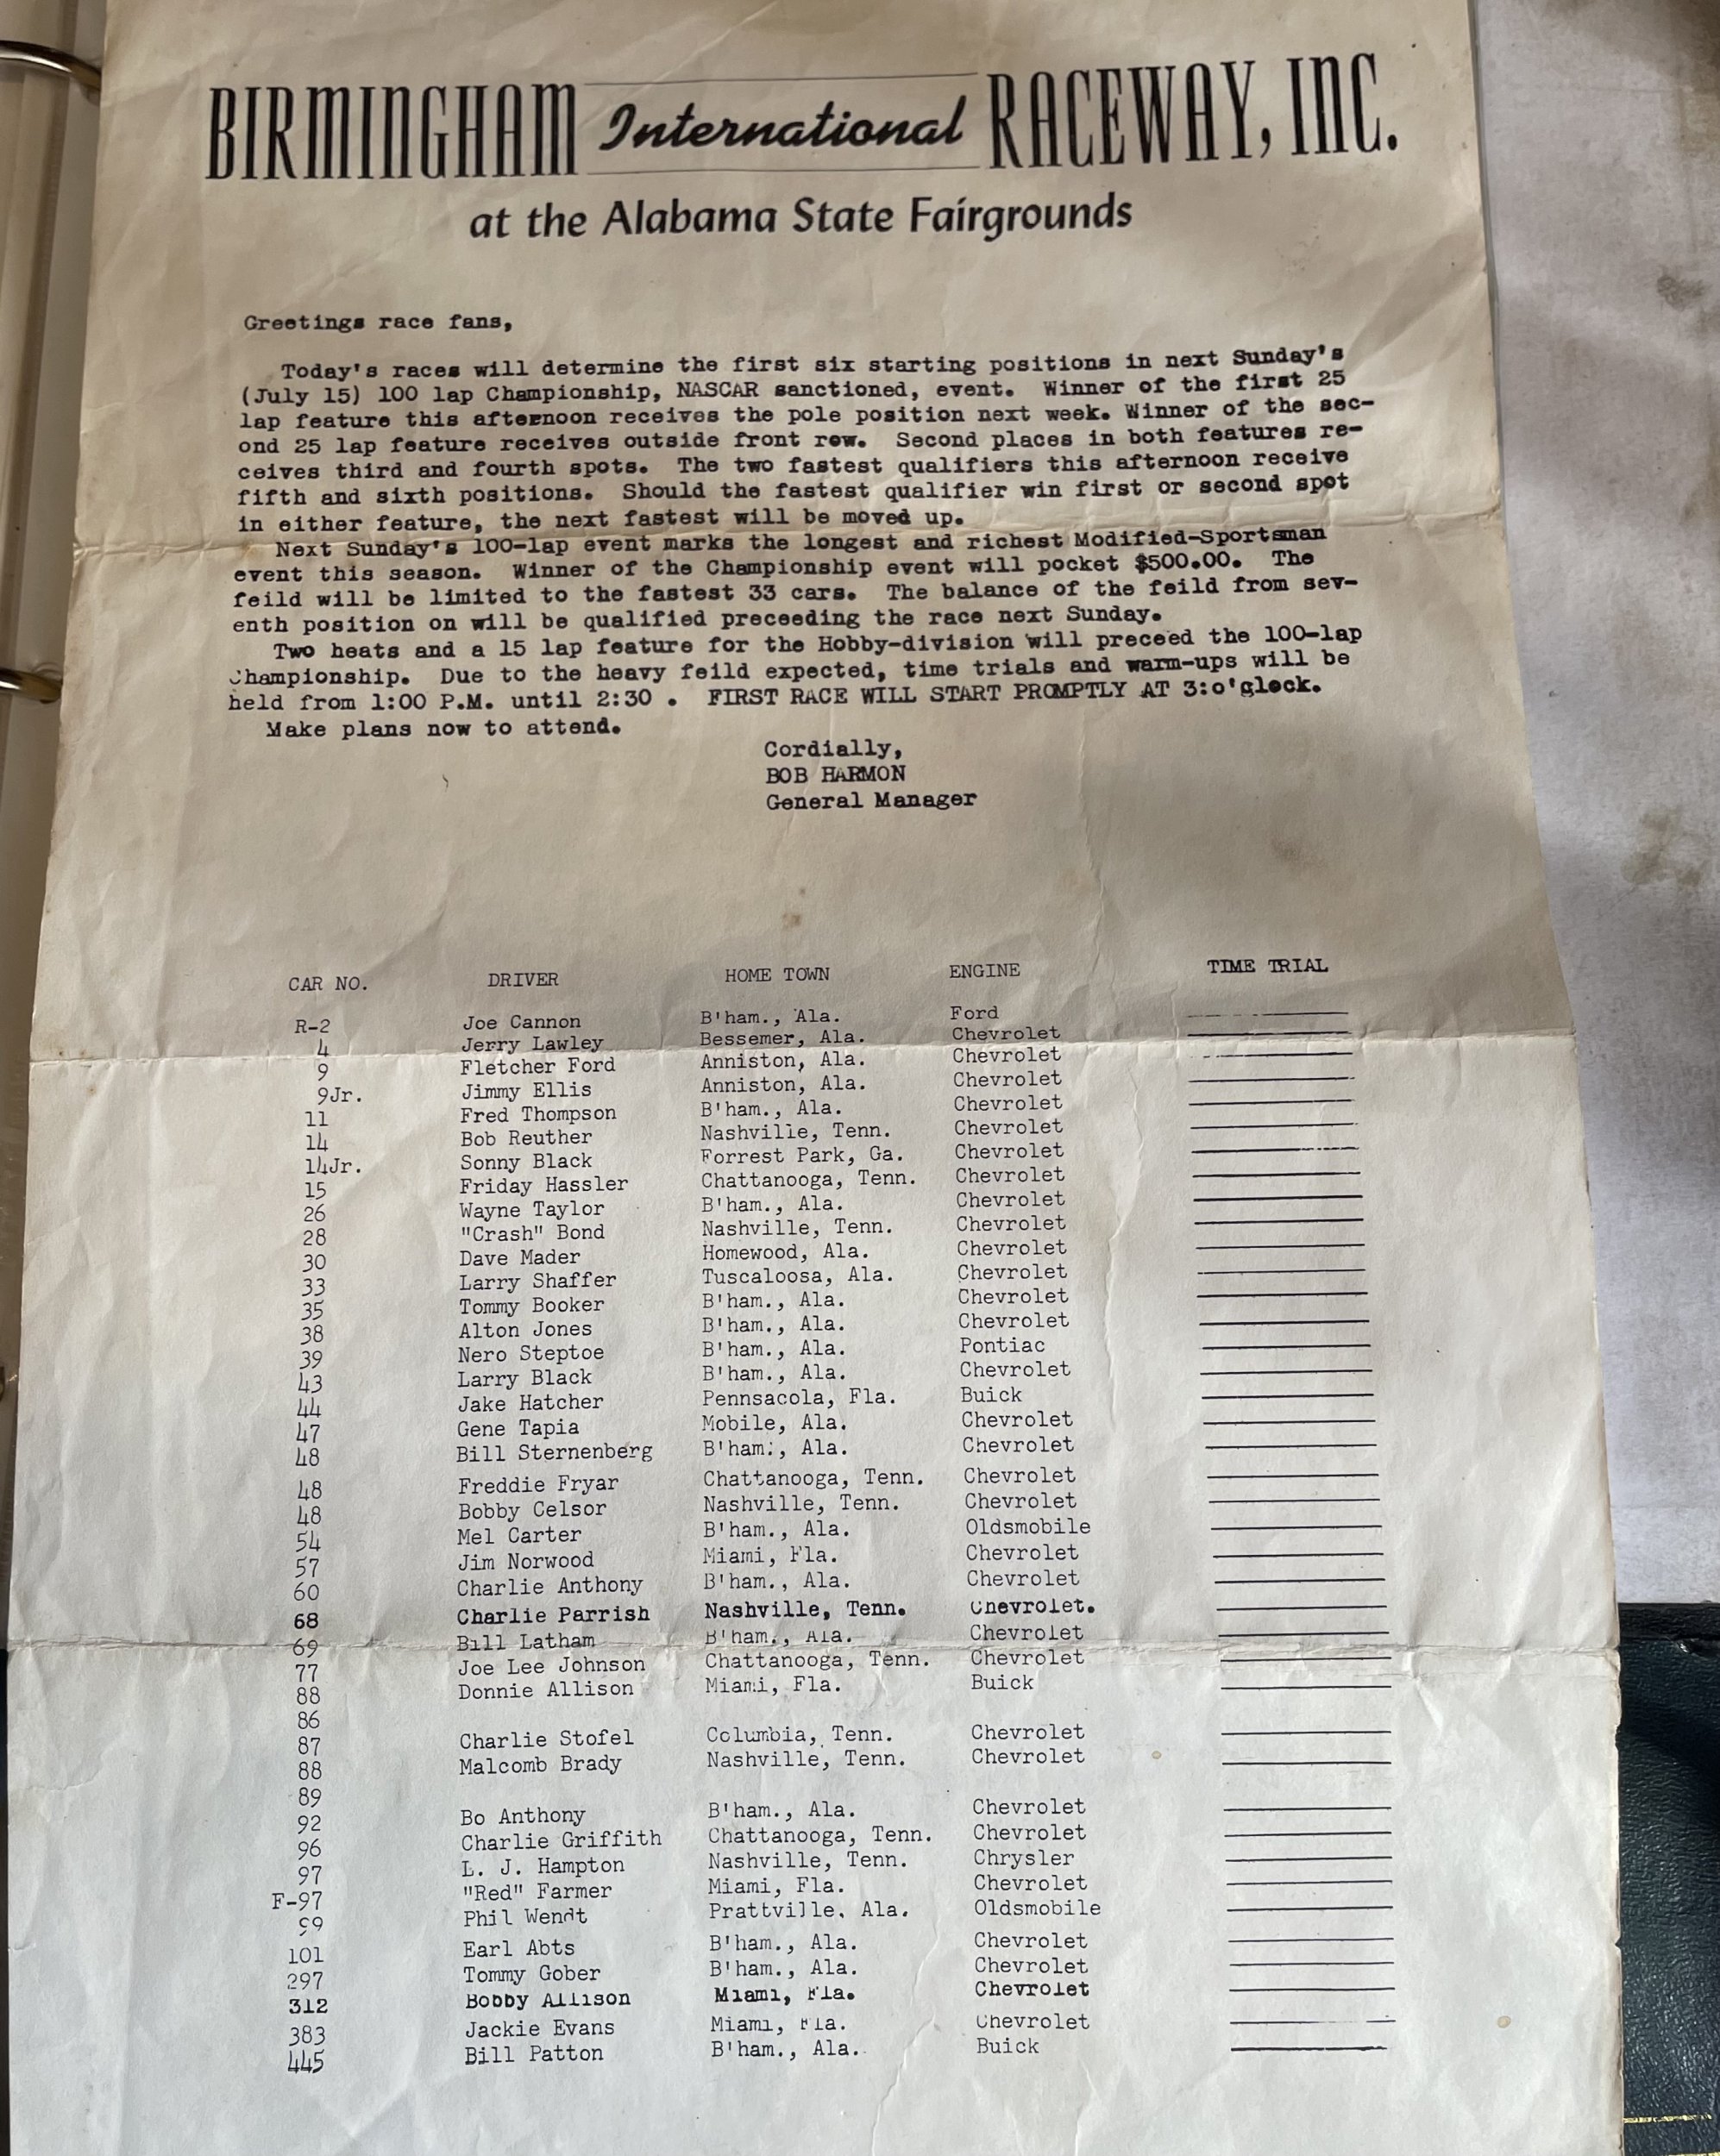 BIRMINGHAM International RACEWAY, INC.
at the Alabama State Fairgrounds
Greetings race fans,
Today's races will determine the first six starting positions in next Sunday's
(July 15) 100 lap Championship, NASCAR sanctioned, event. Winner of the first 25
lap feature this afternoon receives the pole position next week. Winner of the sec-
ond 25 lap feature receives outside front row. Second places in both features re-
ceives third and fourth spots. The two fastest qualifiers this afternoon receive
fifth and sixth positions. Should the fastest qualifier win first or second spot
in either feature, the next fastest will be moved up.
Next Sunday's 100-lap event marks the longest and richest Modified-Sportsman
event this season. Winner of the Championship event will pocket $500.00. The
feild will be limited to the fastest 33 cars. The balance of the feild from sev-
enth position on will be qualified preceeding the race next Sunday.
Two heats and a 15 lap feature for the Hobby-division will preceed the 100-lap
Championship. Due to the heavy feild expected, time trials and warm-ups will be
held from 1:00 P.M. until 2:30 . FIRST RACE WILL START PROMPTLY AT 3:o'glock.
Make plans now to attend.
Cordially,
BOB HARMON
General Manager
CAR NO. DRIVER HOME TOWN ENGINE TIME TRIAL
R-2 Joe Cannon B'ham., Ala. Ford
4 Jerry Lawley Bessemer, Ala. Chevrolet
9 Fletcher Ford Anniston, Ala. Chevrolet
9Jr. Jimmy Ellis Anniston, Ala. Chevrolet
11 Fred Thompson B'ham., Ala. Chevrolet
14 Bob Reuther Nashville, Tenn. Chevrolet
14Jr. Sonny Black Forrest Park, Ga. Chevrolet
15 Friday Hassler Chattanooga, Tenn. Chevrolet
26 Wayne Taylor B'ham., Ala. Chevrolet
28 "Crash" Bond Nashville, Tenn. Chevrolet
30 Dave Mader Homewood, Ala. Chevrolet
33 Larry Shaffer Tuscaloosa, Ala. Chevrolet
35 Tommy Booker B'ham., Ala. Chevrolet
38 Alton Jones B'ham., Ala. Chevrolet
39 Nero Steptoe B'ham., Ala. Pontiac
43 Larry Black B'ham., Ala. Chevrolet
44 Jake Hatcher Pennsacola, Fla. Buick
47 Gene Tapia Mobile, Ala. Chevrolet
48 Bill Sternenberg B'ham., Ala. Chevrolet
48 Freddie Fryar Chattanooga, Tenn. Chevrolet
48 Bobby Celsor Nashville, Tenn. Chevrolet
54 Mel Carter B'ham., Ala. Oldsmobile
57 Jim Norwood Miami, Fla. Chevrolet
60 Charlie Anthony B'ham., Ala. Chevrolet
68 Charlie Parrish Nashville, Tenn. Chevrolet.
69 Bill Latham B'ham., Ala. Chevrolet
77 Joe Lee Johnson Chattanooga, Tenn. Chevrolet
88 Donnie Allison Miami, Fla. Buick
86
87 Charlie Stofel Columbia, Tenn. Chevrolet
88 Malcomb Brady Nashville, Tenn. Chevrolet
89
92 Bo Anthony B'ham., Ala. Chevrolet
96 Charlie Griffith Chattanooga, Tenn. Chevrolet
97 L. J. Hampton Nashville, Tenn. Chrysler
F-97 "Red" Farmer Miami, Fla. Chevrolet
99 Phil Wendt Prattville, Ala. Oldsmobile
101 Earl Abts B'ham., Ala. Chevrolet
297 Tommy Gober B'ham., Ala. Chevrolet
312 Bobby Allison Miami, Fla. Chevrolet
383 Jackie Evans Miami, Fla. Chevrolet
445 Bill Patton B'ham., Ala. Buick